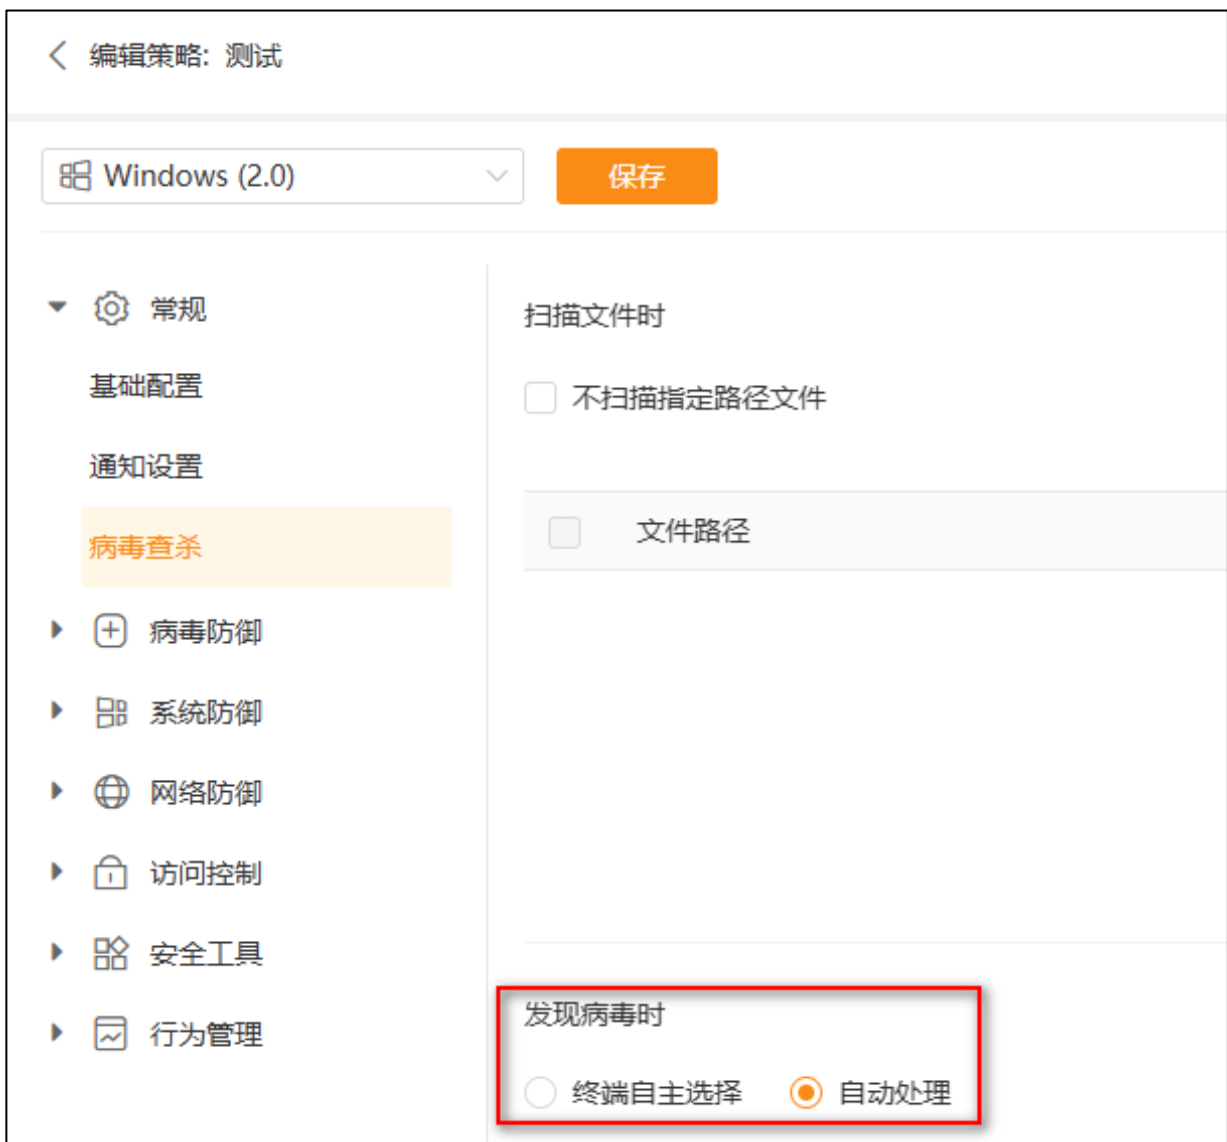 编辑策略: 测试
Windows (2.0)
保存
常规
基础配置
通知设置
病毒查杀
病毒防御
系统防御
网络防御
访问控制
安全工具
行为管理
扫描文件时
不扫描指定路径文件
文件路径
发现病毒时
终端自主选择 自动处理